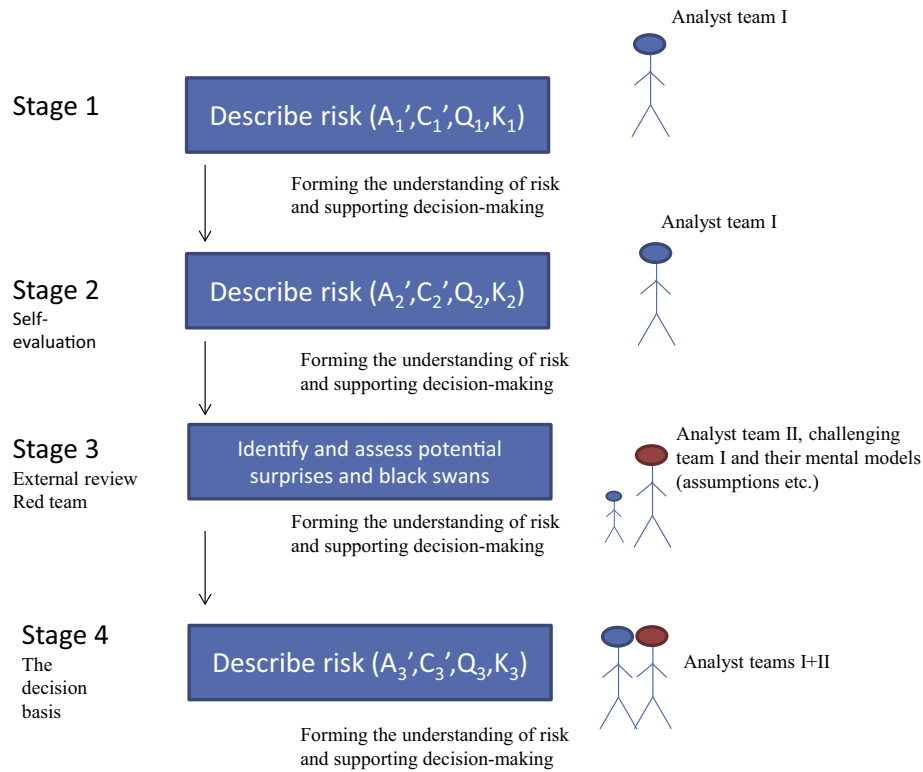 Analyst team I
Stage 1
Describe risk (A₁’,C₁’,Q₁,K₁)
Forming the understanding of risk
and supporting decision-making
Analyst team I
Stage 2
Self-
evaluation
Describe risk (A₂’,C₂’,Q₂,K₂)
Forming the understanding of risk
and supporting decision-making
Stage 3
External review
Red team
Identify and assess potential
surprises and black swans
Analyst team II, challenging
team I and their mental models
(assumptions etc.)
Forming the understanding of risk
and supporting decision-making
Stage 4
The
decision
basis
Describe risk (A₃’,C₃’,Q₃,K₃)
Analyst teams I+II
Forming the understanding of risk
and supporting decision-making